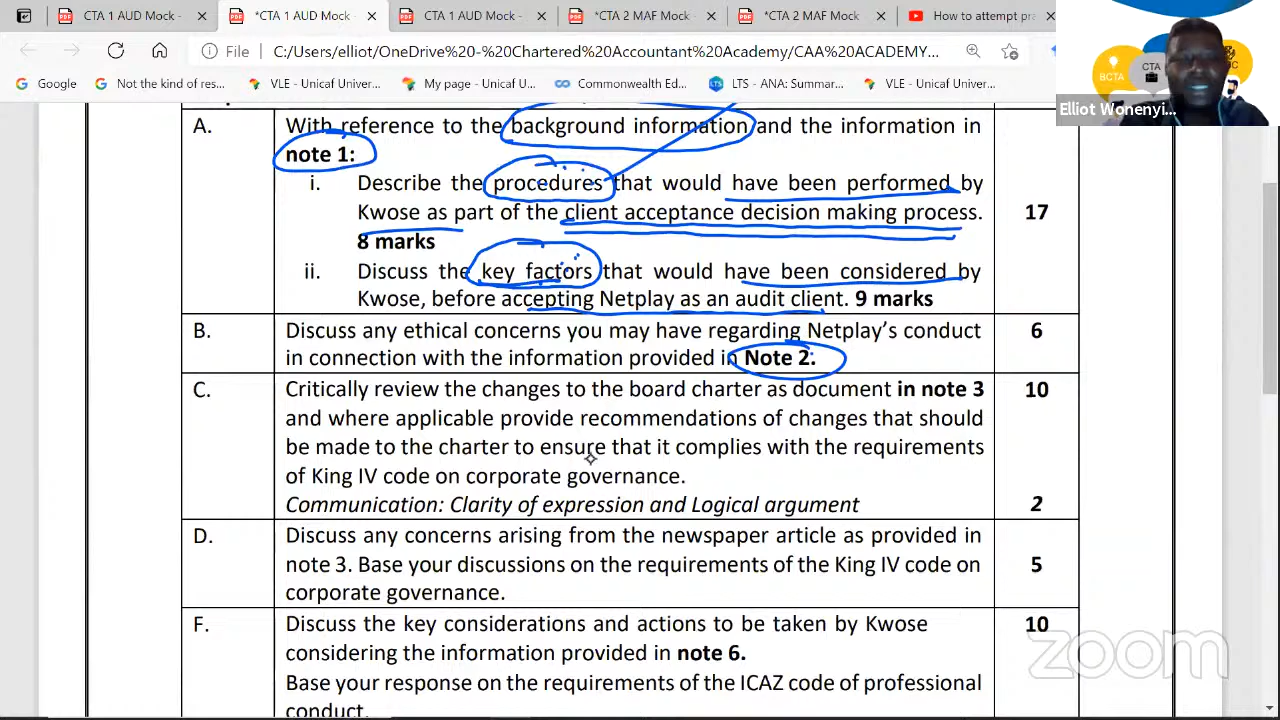 CTA 1 AUD Mock -
*CTA 1 AUD Mock -
CTA 1 AUD Mock -
*CTA 2 MAF Mock -
CTA 2 MAF Mock -
How to attempt pra
File
C:/Users/elliot/OneDrive%20-%20Chartered%20Accountant%20Academy/CAA%20ACADEMY...
Google
Not the kind of res...
VLE - Unicaf Univer...
My page - Unicaf U...
Commonwealth Ed...
LTS - ANA: Summar...
VLE - Unicaf Univer...
BCTA
CTA
Elliot Wonenyi...
A.
With reference to the background information and the information in
note 1:
i. Describe the procedures that would have been performed by
Kwose as part of the client acceptance decision making process.
17
8 marks
ii. Discuss the key factors that would have been considered by
Kwose, before accepting Netplay as an audit client. 9 marks
B.
Discuss any ethical concerns you may have regarding Netplay's conduct
6
in connection with the information provided in Note 2.
C.
Critically review the changes to the board charter as document in note 3
10
and where applicable provide recommendations of changes that should
be made to the charter to ensure that it complies with the requirements
of King IV code on corporate governance.
Communication: Clarity of expression and Logical argument
2
D.
Discuss any concerns arising from the newspaper article as provided in
note 3. Base your discussions on the requirements of the King IV code on
5
corporate governance.
F.
Discuss the key considerations and actions to be taken by Kwose
10
considering the information provided in note 6.
Base your response on the requirements of the ICAZ code of professional
conduct.
zoom